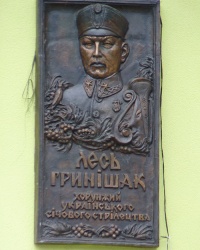 ЛЕСЬ
ГРИНІШАК
ХОРУНЖИЙ
УКРАЇНСЬКОГО
СІЧОВОГО СТРІЛЕЦТВА